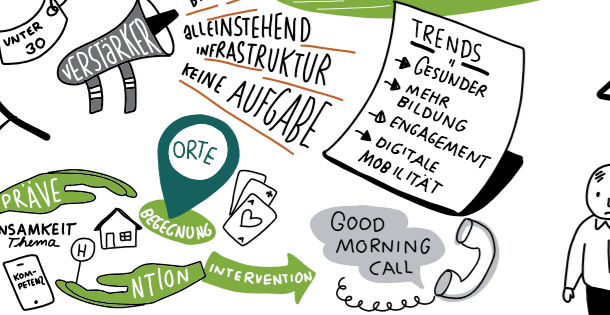 UNTER
30
VERSTÄRKER
alleinstehend
INFRASTRUKTUR
KEINE AUFGABE
TRENDS
GESÜNDER
MEHR
BILDUNG
ENGAGEMENT
DIGITALE
MOBILITÄT
ORTE
BEGEGNUNG
PRÄVE
NSAMKEIT
Thema
H
KOM-
PETENZ
NTION
INTERVENTION
GOOD
MORNING
CALL